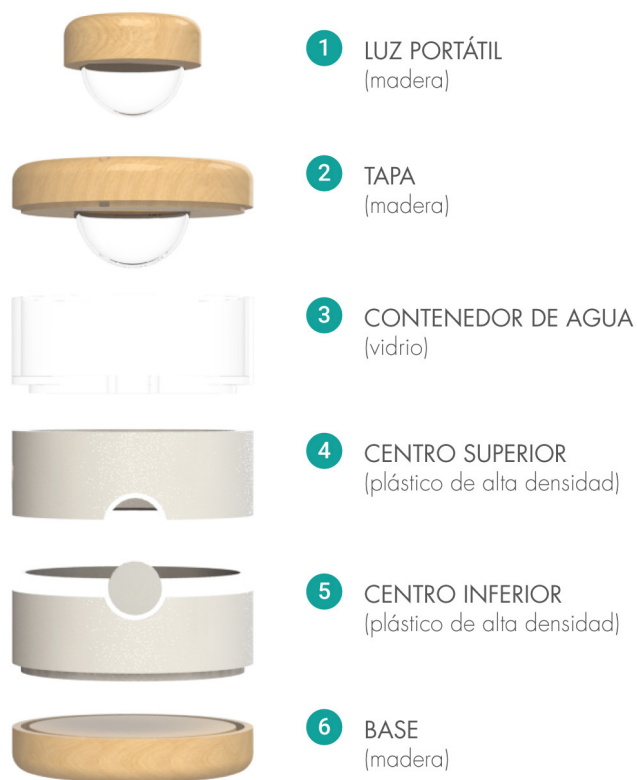 1
LUZ PORTÁTIL
(madera)
2
TAPA
(madera)
3
CONTENEDOR DE AGUA
(vidrio)
4
CENTRO SUPERIOR
(plástico de alta densidad)
5
CENTRO INFERIOR
(plástico de alta densidad)
6
BASE
(madera)